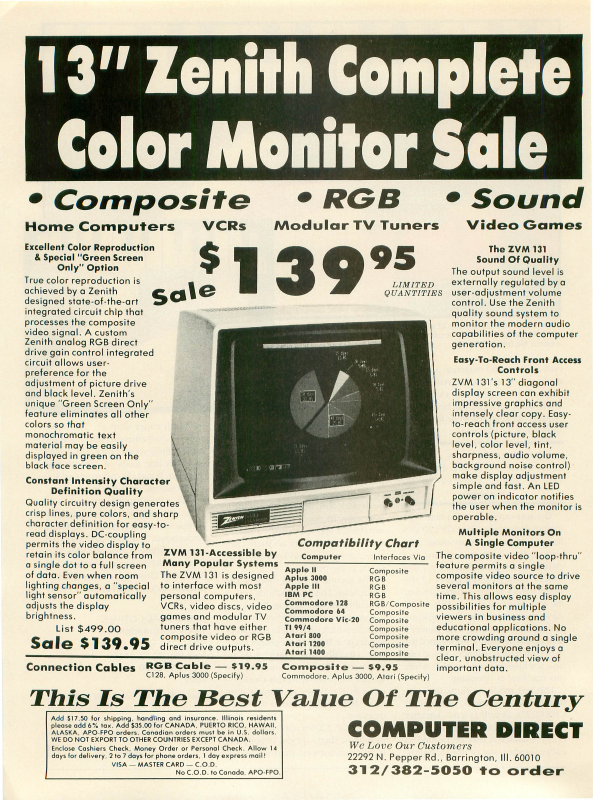 13" Zenith Complete
Color Monitor Sale
• Composite • RGB • Sound
Home Computers VCRs Modular TV Tuners Video Games
Excellent Color Reproduction
& Special "Green Screen
Only" Option
True color reproduction is
achieved by a Zenith
designed state-of-the-art
integrated circuit chip that
processes the composite
video signal. A custom
Zenith analog RGB direct
drive gain control integrated
circuit allows user-
preference for the
adjustment of picture drive
and black level. Zenith's
unique "Green Screen Only"
feature eliminates all other
colors so that
monochromatic text
material may be easily
displayed in green on the
black face screen.
Constant Intensity Character
Definition Quality
Quality circuitry design generates
crisp lines, pure colors, and sharp
character definition for easy-to-
read displays. DC-coupling
permits the video display to
retain its color balance from
a single dot to a full screen
of data. Even when room
lighting changes, a "special
light sensor" automatically
adjusts the display
brightness.
List $499.00
Sale $139.95
Sale $139.95
LIMITED
QUANTITIES
ZENITH
ZVM 131-Accessible by
Many Popular Systems
The ZVM 131 is designed
to interface with most
personal computers,
VCRs, video discs, video
games and modular TV
tuners that have either
composite video or RGB
direct drive outputs.
Compatibility Chart
Computer Interfaces Via
Apple II Composite
Aplus 3000 RGB
Apple III RGB
IBM PC RGB
Commodore 128 RGB/Composite
Commodore 64 Composite
Commodore Vic-20 Composite
TI 99/4 Composite
Atari 800 Composite
Atari 1200 Composite
Atari 1400 Composite
The ZVM 131
Sound Of Quality
The output sound level is
externally regulated by a
user-adjustment volume
control. Use the Zenith
quality sound system to
monitor the modern audio
capabilities of the computer
generation.
Easy-To-Reach Front Access
Controls
ZVM 131's 13" diagonal
display screen can exhibit
impressive graphics and
intensely clear copy. Easy-
to-reach front access user
controls (picture, black
level, color level, tint,
sharpness, audio volume,
background noise control)
make display adjustment
simple and fast. An LED
power on indicator notifies
the user when the monitor is
operable.
Multiple Monitors On
A Single Computer
The composite video "loop-thru"
feature permits a single
composite video source to drive
several monitors at the same
time. This allows easy display
possibilities for multiple
viewers in business and
educational applications. No
more crowding around a single
terminal. Everyone enjoys a
clear, unobstructed view of
important data.
Connection Cables RGB Cable — $19.95 Composite — $9.95
C128, Aplus 3000 (Specify) Commodore, Aplus 3000, Atari (Specify)
This Is The Best Value Of The Century
Add $17.50 for shipping, handling and insurance. Illinois residents
please add 6% tax. Add $35.00 for CANADA, PUERTO RICO, HAWAII,
ALASKA, APO-FPO orders. Canadian orders must be in U.S. dollars.
WE DO NOT EXPORT TO OTHER COUNTRIES EXCEPT CANADA.
Enclose Cashiers Check, Money Order or Personal Check. Allow 14
days for delivery, 2 to 7 days for phone orders, 1 day express mail!
VISA — MASTER CARD — C.O.D.
No C.O.D. to Canada, APO-FPO.
COMPUTER DIRECT
We Love Our Customers
22292 N. Pepper Rd., Barrington, Ill. 60010
312/382-5050 to order